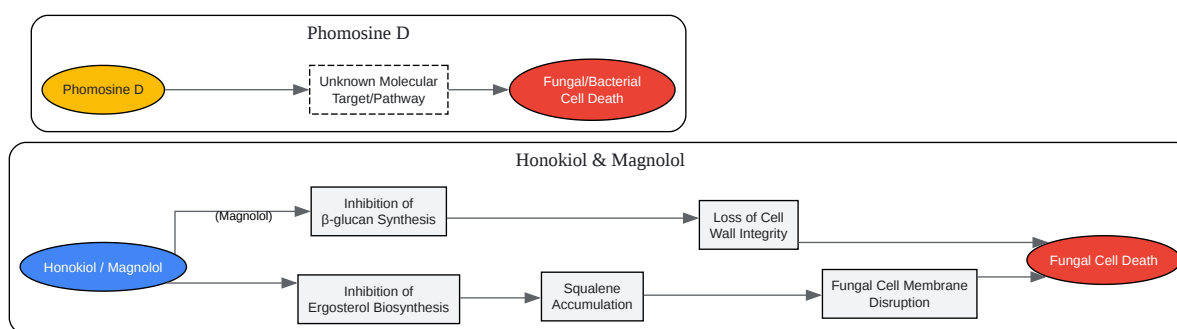 Phomosine D
Phomosine D
Unknown Molecular
Target/Pathway
Fungal/Bacterial
Cell Death
Honokiol & Magnolol
Honokiol / Magnolol
(Magnolol)
Inhibition of
β-glucan Synthesis
Loss of Cell
Wall Integrity
Inhibition of
Ergosterol Biosynthesis
Squalene
Accumulation
Fungal Cell Membrane
Disruption
Fungal Cell Death